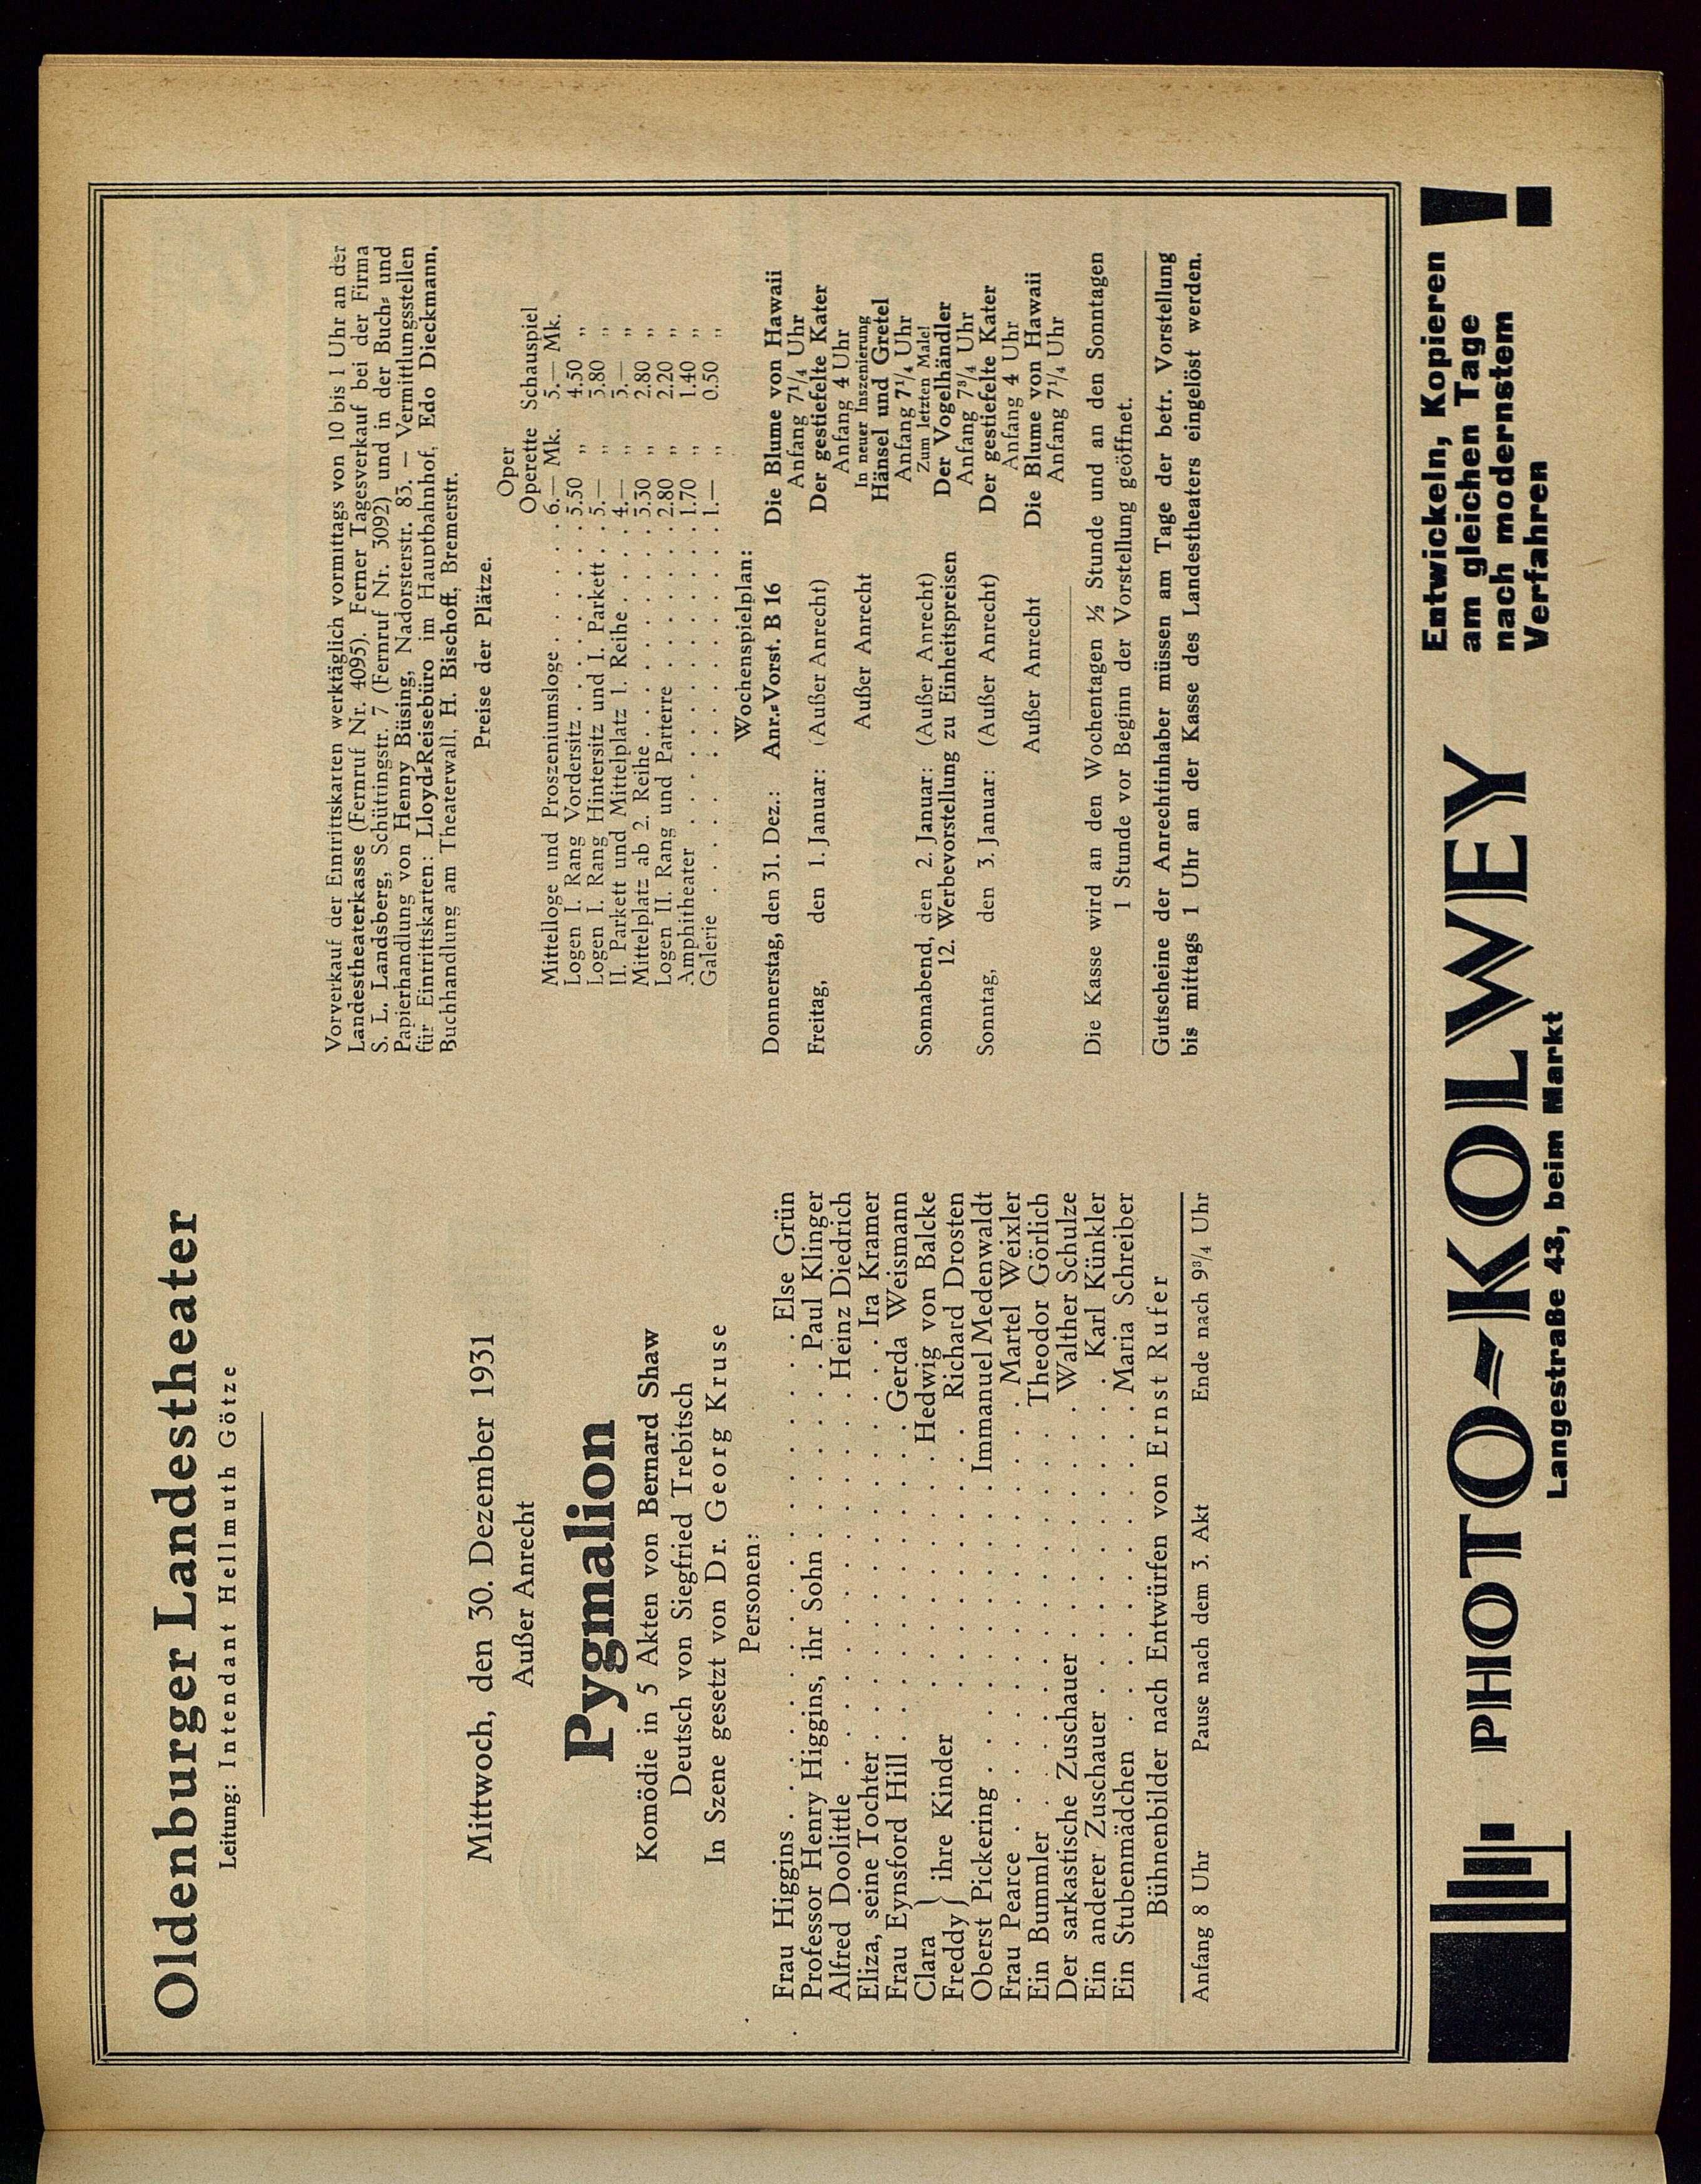 Oldenburger Landestheater
Leitung: Intendant Hellmuth Götze
Mittwoch, den 30. Dezember 1931
Außer Anrecht
Pygmalion
Komödie in 5 Akten von Bernard Shaw
Deutsch von Siegfried Trebitsch
In Szene gesetzt von Dr. Georg Kruse
Personen:
Frau Higgins . . . . . . . . . . . Else Grün
Professor Henry Higgins, ihr Sohn . . . . . . Paul Klinger
Alfred Doolittle . . . . . . . . . . . Heinz Diedrich
Eliza, seine Tochter . . . . . . . . . . . Ira Kramer
Frau Eynsford Hill . . . . . . . . . . Gerda Weismann
Clara } ihre Kinder . . . . . . . . . Hedwig von Balcke
Freddy } . . . . . . . . . Richard Drosten
Oberst Pickering . . . . . . . . . Immanuel Medenwaldt
Frau Pearce . . . . . . . . . . . . Martel Weixler
Ein Bummler . . . . . . . . . . . Theodor Görlich
Der sarkastische Zuschauer . . . . . . . Walther Schulze
Ein anderer Zuschauer . . . . . . . . . Karl Künkler
Ein Stubenmädchen . . . . . . . . . Maria Schreiber
Bühnenbilder nach Entwürfen von Ernst Rufer
Anfang 8 Uhr Pause nach dem 3. Akt Ende nach 9³/₄ Uhr
Vorverkauf der Eintrittskarten werktäglich vormittags von 10 bis 1 Uhr an der
Landestheaterkasse (Fernruf Nr. 4095). Ferner Tagesverkauf bei der Firma
S. L. Landsberg, Schüttingstr. 7 (Fernruf Nr. 3092) und in der Buch- und
Papierhandlung von Henny Büsing, Nadorsterstr. 83. — Vermittlungsstellen
für Eintrittskarten: Lloyd-Reisebüro im Hauptbahnhof, Edo Dieckmann,
Buchhandlung am Theaterwall, H. Bischoff, Bremerstr.
Preise der Plätze.
Oper
Operette Schauspiel
Mittelloge und Proszeniumsloge . . . . . . 6.— Mk. 5.— Mk.
Logen I. Rang Vordersitz . . . . . . . . 5.50 „ 4.50 „
Logen I. Rang Hintersitz und I. Parkett . . 5.— „ 3.80 „
II. Parkett und Mittelplatz 1. Reihe . . . . 4.— „ 3.— „
Mittelplatz ab 2. Reihe . . . . . . . . . 3.30 „ 2.80 „
Logen II. Rang und Parterre . . . . . . . 2.80 „ 2.20 „
Amphitheater . . . . . . . . . . . . 1.70 „ 1.40 „
Galerie . . . . . . . . . . . . . . 1.— „ 0.50 „
Wochenspielplan:
Donnerstag, den 31. Dez.: Anr.-Vorst. B 16 Die Blume von Hawaii
Anfang 7¹/₄ Uhr
Freitag, den 1. Januar: (Außer Anrecht) Der gestiefelte Kater
Anfang 4 Uhr
In neuer Inszenierung
Außer Anrecht Hänsel und Gretel
Anfang 7¹/₄ Uhr
Zum letzten Male!
Sonnabend, den 2. Januar: (Außer Anrecht) Der Vogelhändler
12. Werbevorstellung zu Einheitspreisen Anfang 7³/₄ Uhr
Sonntag, den 3. Januar: (Außer Anrecht) Der gestiefelte Kater
Anfang 4 Uhr
Außer Anrecht Die Blume von Hawaii
Anfang 7¹/₄ Uhr
Die Kasse wird an den Wochentagen ½ Stunde und an den Sonntagen
1 Stunde vor Beginn der Vorstellung geöffnet.
Gutscheine der Anrechtinhaber müssen am Tage der betr. Vorstellung
bis mittags 1 Uhr an der Kasse des Landestheaters eingelöst werden.
PHOTO-KOLWEY
Langestraße 43, beim Markt
Entwickeln, Kopieren
am gleichen Tage
nach modernstem
Verfahren !